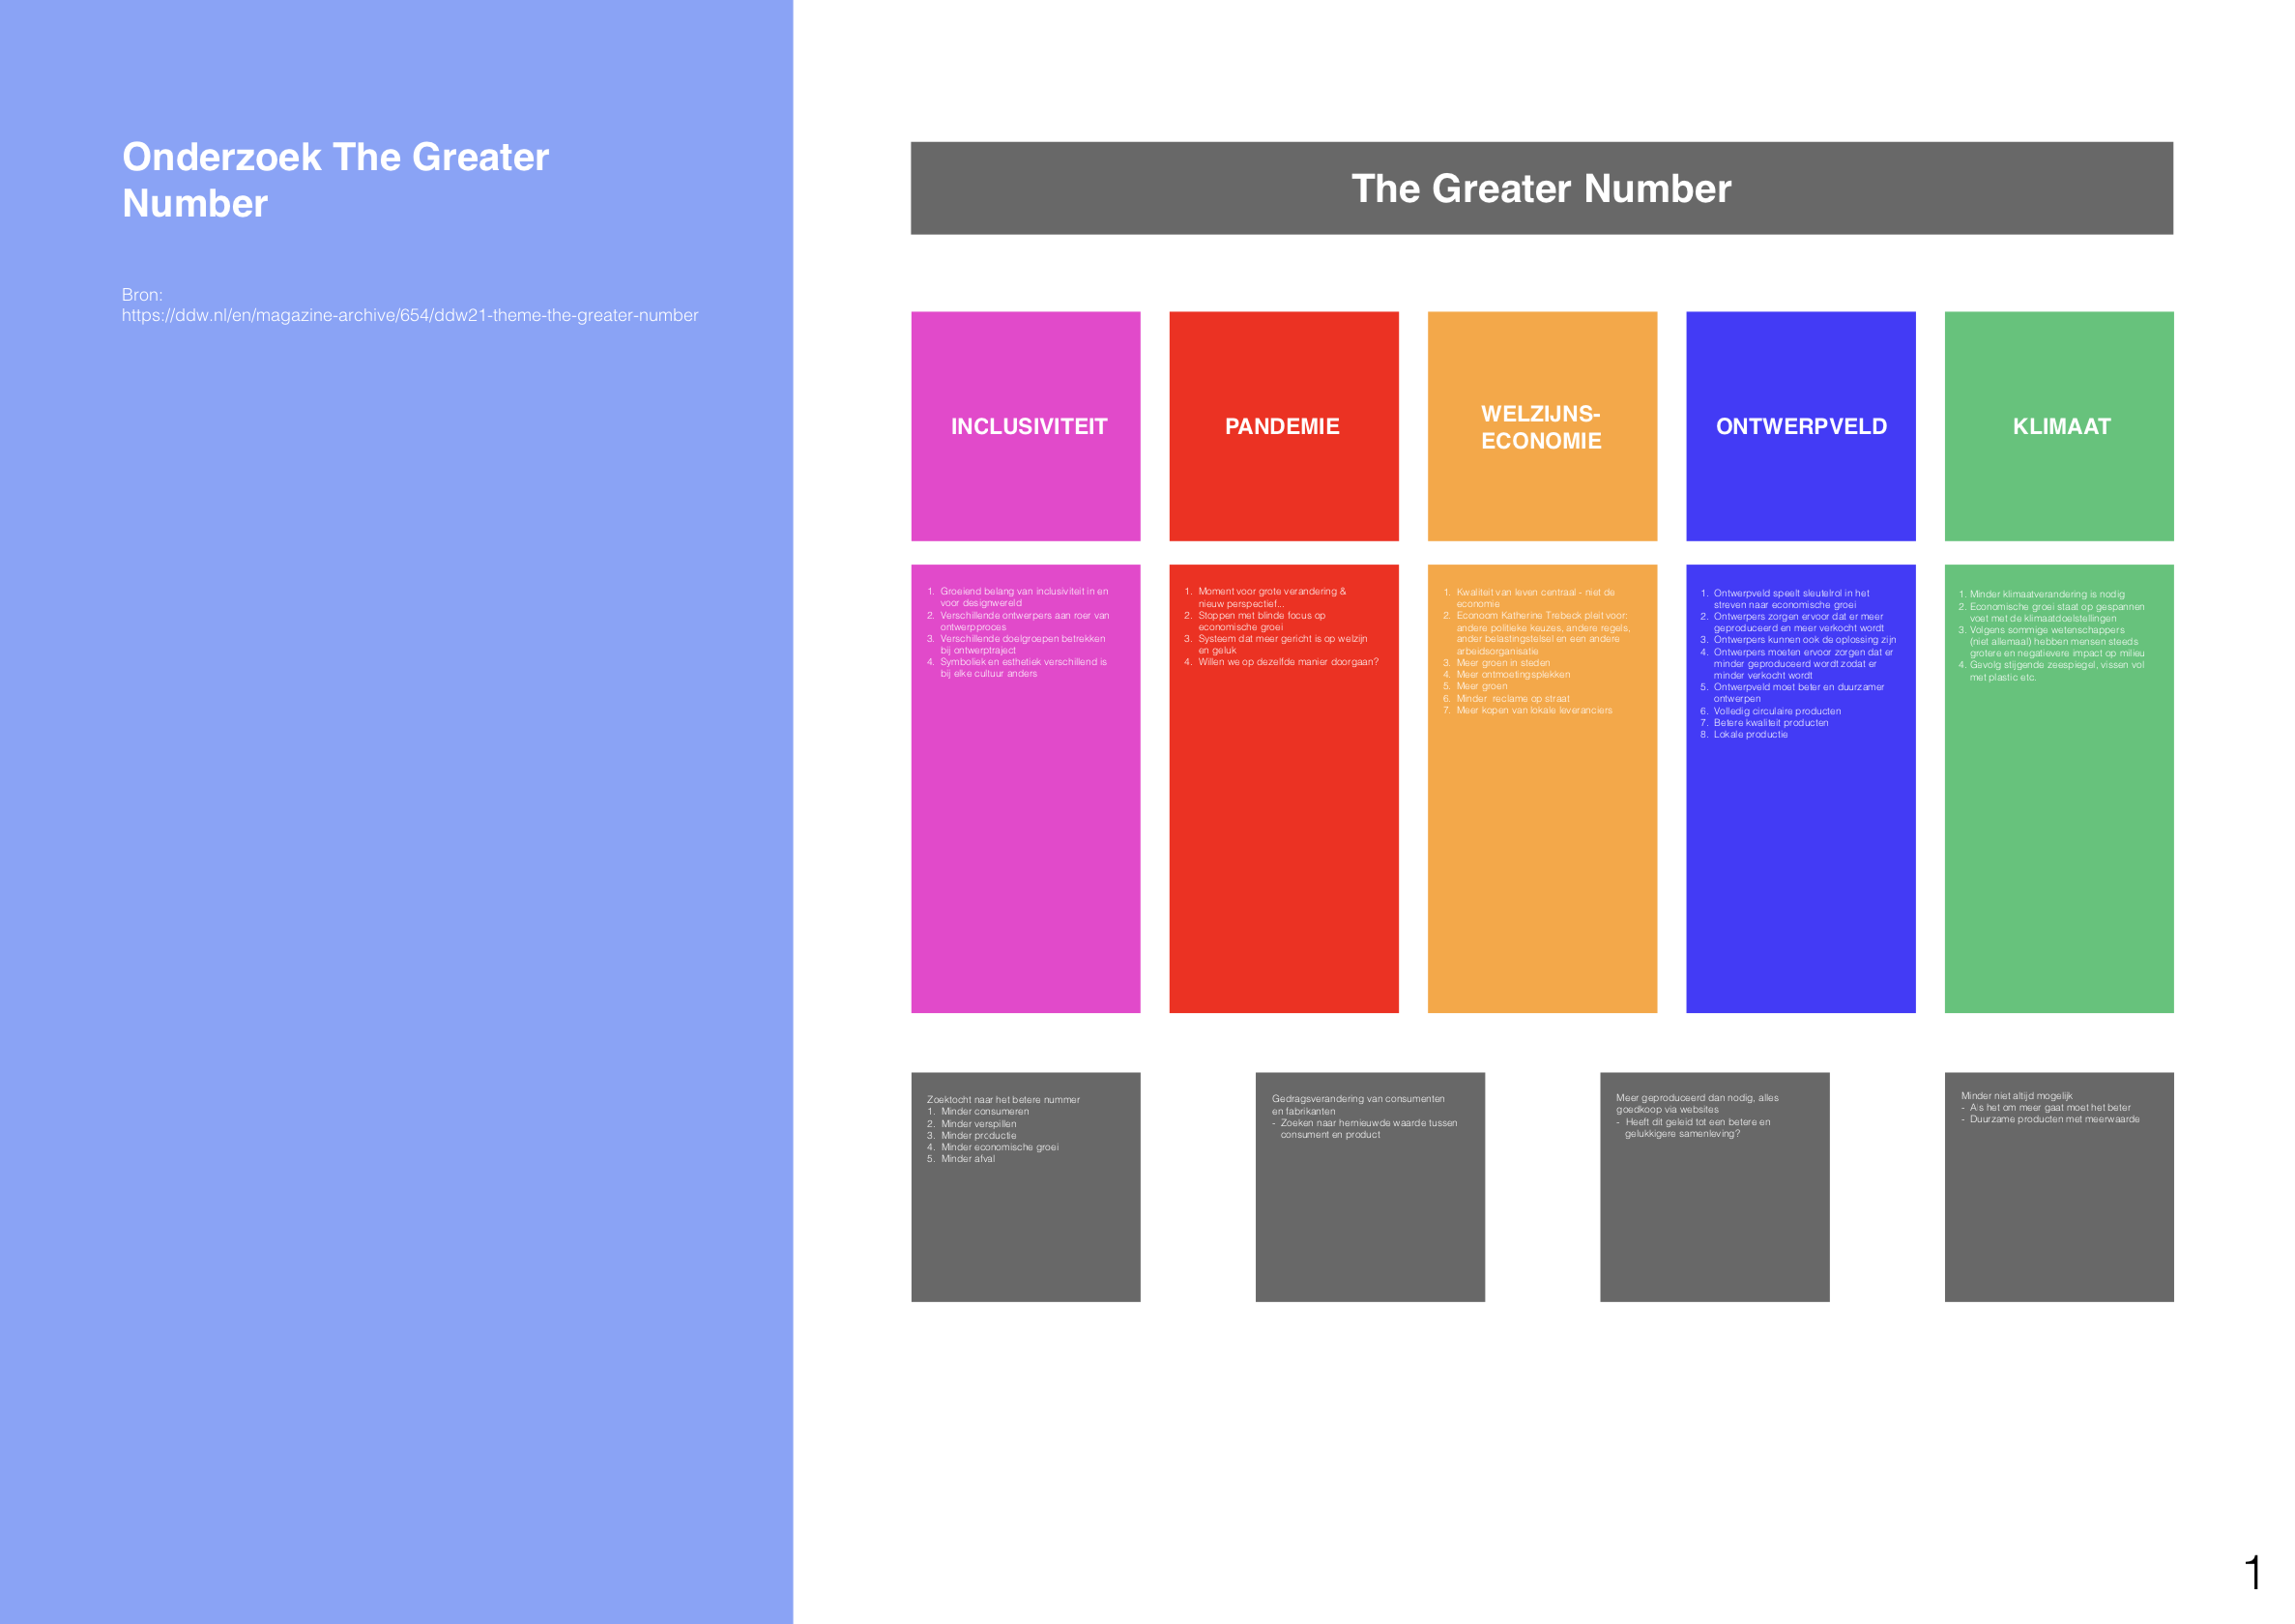 Onderzoek The Greater
Number
Bron:
https://ddw.nl/en/magazine-archive/654/ddw21-theme-the-greater-number
The Greater Number
INCLUSIVITEIT
PANDEMIE
WELZIJNS-
ECONOMIE
ONTWERPVELD
KLIMAAT
1. Groeiend belang van inclusiviteit in en
voor designwereld
2. Verschillende ontwerpers aan roer van
ontwerpproces
3. Verschillende doelgroepen betrekken
bij ontwerptraject
4. Symboliek en esthetiek verschillend is
bij elke cultuur anders
1. Moment voor grote verandering &
nieuw perspectief...
2. Stoppen met blinde focus op
economische groei
3. Systeem dat meer gericht is op welzijn
en geluk
4. Willen we op dezelfde manier doorgaan?
1. Kwaliteit van leven centraal - niet de
economie
2. Econoom Katherine Trebeck pleit voor:
andere politieke keuzes, andere regels,
ander belastingstelsel en een andere
arbeidsorganisatie
3. Meer groen in steden
4. Meer ontmoetingsplekken
5. Meer groen
6. Minder reclame op straat
7. Meer kopen van lokale leveranciers
1. Ontwerpveld speelt sleutelrol in het
streven naar economische groei
2. Ontwerpers zorgen ervoor dat er meer
geproduceerd en meer verkocht wordt
3. Ontwerpers kunnen ook de oplossing zijn
4. Ontwerpers moeten ervoor zorgen dat er
minder geproduceerd wordt zodat er
minder verkocht wordt
5. Ontwerpveld moet beter en duurzamer
ontwerpen
6. Volledig circulaire producten
7. Betere kwaliteit producten
8. Lokale productie
1. Minder klimaatverandering is nodig
2. Economische groei staat op gespannen
voet met de klimaatdoelstellingen
3. Volgens sommige wetenschappers
(niet allemaal) hebben mensen steeds
grotere en negatievere impact op milieu
4. Gevolg stijgende zeespiegel, vissen vol
met plastic etc.
Zoektocht naar het betere nummer
1. Minder consumeren
2. Minder verspillen
3. Minder productie
4. Minder economische groei
5. Minder afval
Gedragsverandering van consumenten
en fabrikanten
- Zoeken naar hernieuwde waarde tussen
consument en product
Meer geproduceerd dan nodig, alles
goedkoop via websites
- Heeft dit geleid tot een betere en
gelukkigere samenleving?
Minder niet altijd mogelijk
- Als het om meer gaat moet het beter
- Duurzame producten met meerwaarde
1